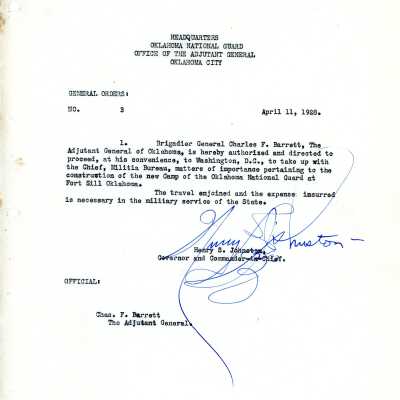 HEADQUARTERS
OKLAHOMA NATIONAL GUARD
OFFICE OF THE ADJUTANT GENERAL
OKLAHOMA CITY
GENERAL ORDERS:
NO. 3 April 11, 1928.
1. Brigadier General Charles F. Barrett, The
Adjutant General of Oklahoma, is hereby authorized and directed to
proceed, at his convenience, to Washington, D.C., to take up with
the Chief, Militia Bureau, matters of importance pertaining to the
construction of the new Camp of the Oklahoma National Guard at
Fort Sill Oklahoma.
The travel enjoined and the expense insurred
is necessary in the military service of the State.
Henry S. Johnston
Henry S. Johnston,
Governor and Commander-in-Chief.
OFFICIAL:
Chas. F. Barrett
The Adjutant General.